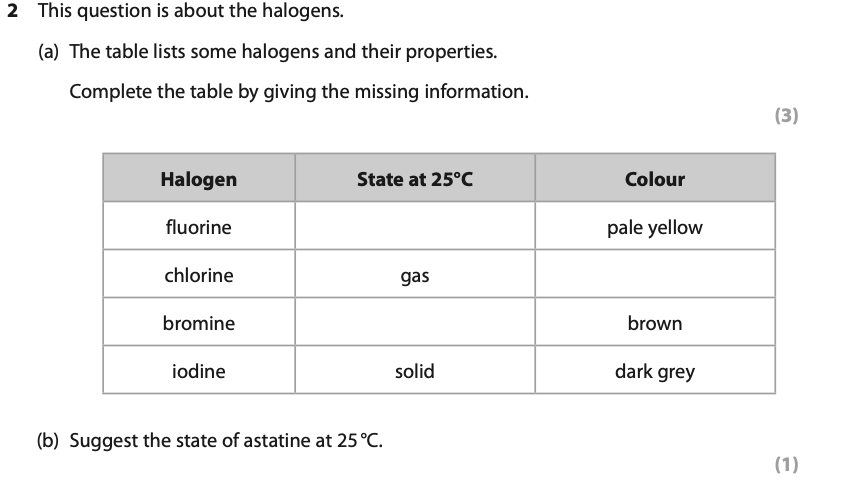 2 This question is about the halogens.
(a) The table lists some halogens and their properties.
Complete the table by giving the missing information.
(3)
Halogen State at 25°C Colour
fluorine pale yellow
chlorine gas
bromine brown
iodine solid dark grey
(b) Suggest the state of astatine at 25 °C.
(1)